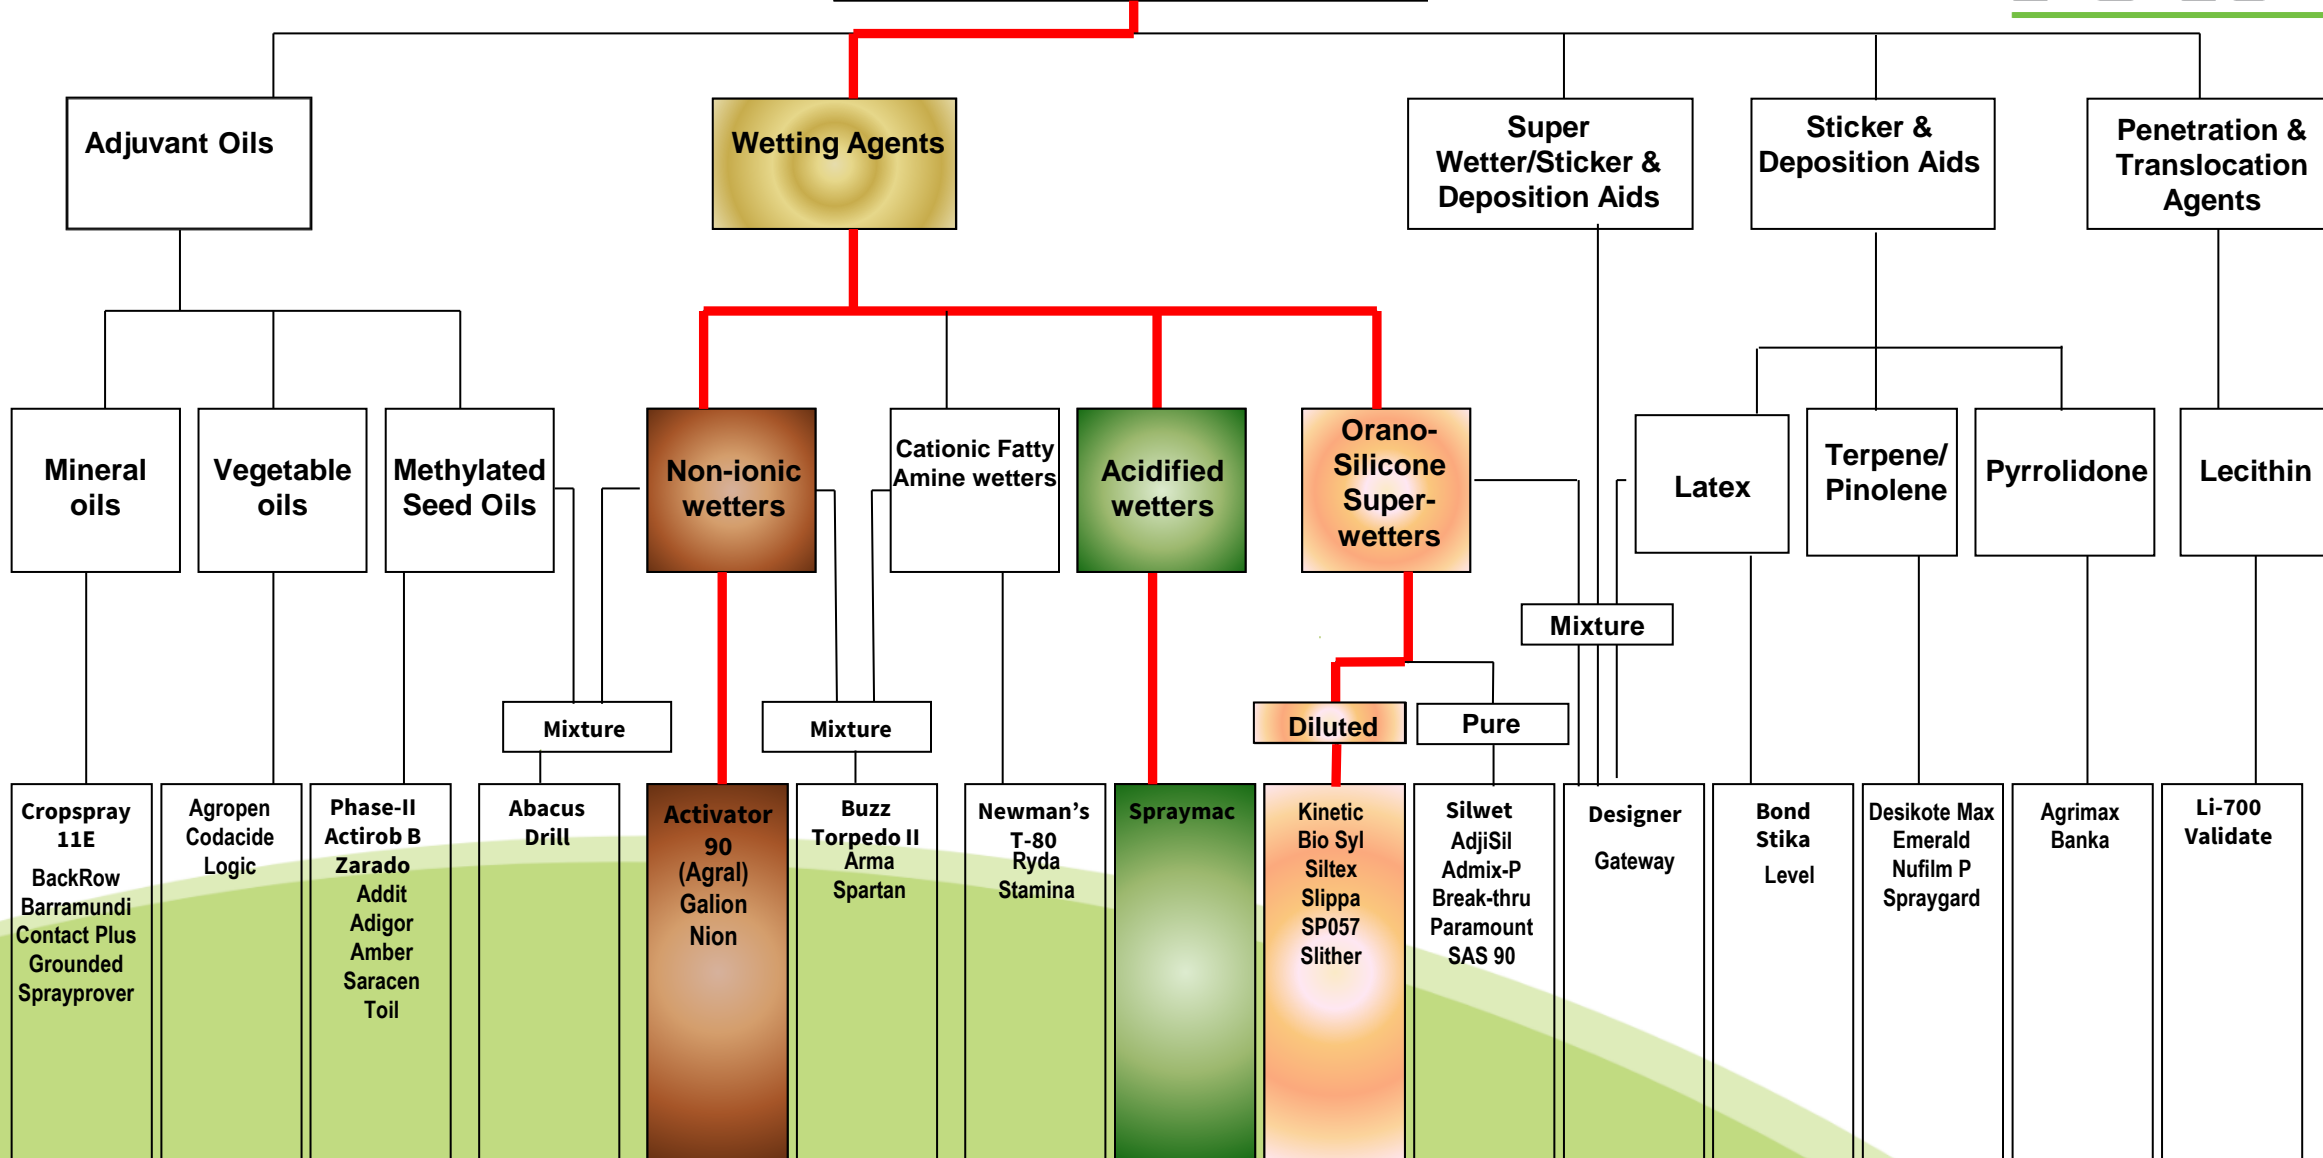 Adjuvant Oils
Wetting Agents
Super
Wetter/Sticker &
Deposition Aids
Sticker &
Deposition Aids
Penetration &
Translocation
Agents
Mineral
oils
Vegetable
oils
Methylated
Seed Oils
Non-ionic
wetters
Cationic Fatty
Amine wetters
Acidified
wetters
Orano-
Silicone
Super-
wetters
Latex
Terpene/
Pinolene
Pyrrolidone
Lecithin
Mixture
Mixture
Mixture
Diluted
Pure
Cropspray
11E
BackRow
Barramundi
Contact Plus
Grounded
Sprayprover
Agropen
Codacide
Logic
Phase-II
Actirob B
Zarado
Addit
Adigor
Amber
Saracen
Toil
Abacus
Drill
Activator
90
(Agral)
Galion
Nion
Buzz
Torpedo II
Arma
Spartan
Newman’s
T-80
Ryda
Stamina
Spraymac
Kinetic
Bio Syl
Siltex
Slippa
SP057
Slither
Silwet
AdjiSil
Admix-P
Break-thru
Paramount
SAS 90
Designer
Gateway
Bond
Stika
Level
Desikote Max
Emerald
Nufilm P
Spraygard
Agrimax
Banka
Li-700
Validate